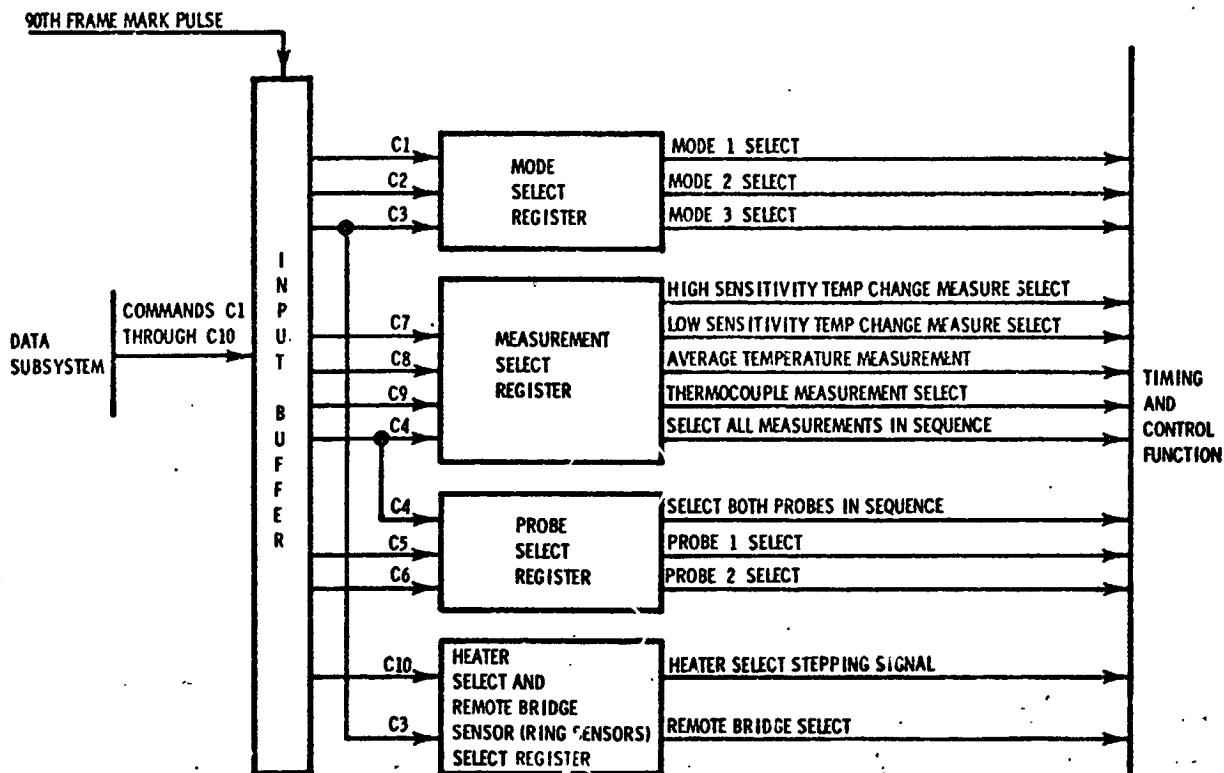 90TH FRAME MARK PULSE
DATA
SUBSYSTEM
COMMANDS C1
THROUGH C10
INPUT BUFFER
C1
C2
C3
MODE
SELECT
REGISTER
MODE 1 SELECT
MODE 2 SELECT
MODE 3 SELECT
C7
C8
C9
C4
MEASUREMENT
SELECT
REGISTER
HIGH SENSITIVITY TEMP CHANGE MEASURE SELECT
LOW SENSITIVITY TEMP CHANGE MEASURE SELECT
AVERAGE TEMPERATURE MEASUREMENT
THERMOCOUPLE MEASUREMENT SELECT
SELECT ALL MEASUREMENTS IN SEQUENCE
C4
C5
C6
PROBE
SELECT
REGISTER
SELECT BOTH PROBES IN SEQUENCE
PROBE 1 SELECT
PROBE 2 SELECT
C10
C3
HEATER
SELECT AND
REMOTE BRIDGE
SENSOR (RING SENSORS)
SELECT REGISTER
HEATER SELECT STEPPING SIGNAL
REMOTE BRIDGE SELECT
TIMING
AND
CONTROL
FUNCTION